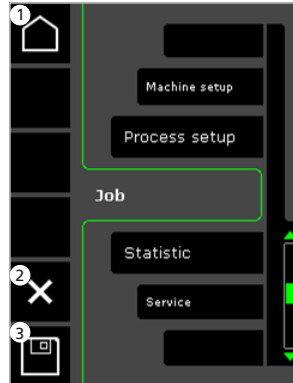 1
Machine setup
Process setup
Job
Statistic
2
Service
3